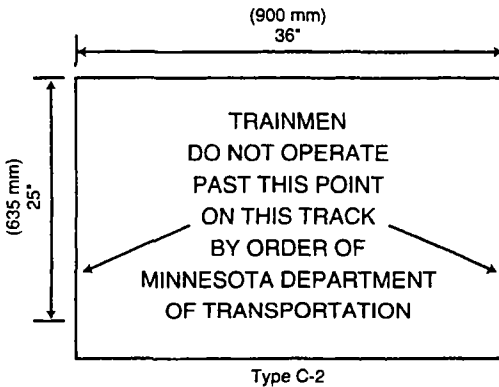 (900 mm)
36"
(635 mm)
25"
TRAINMEN
DO NOT OPERATE
PAST THIS POINT
ON THIS TRACK
BY ORDER OF
MINNESOTA DEPARTMENT
OF TRANSPORTATION
Type C-2